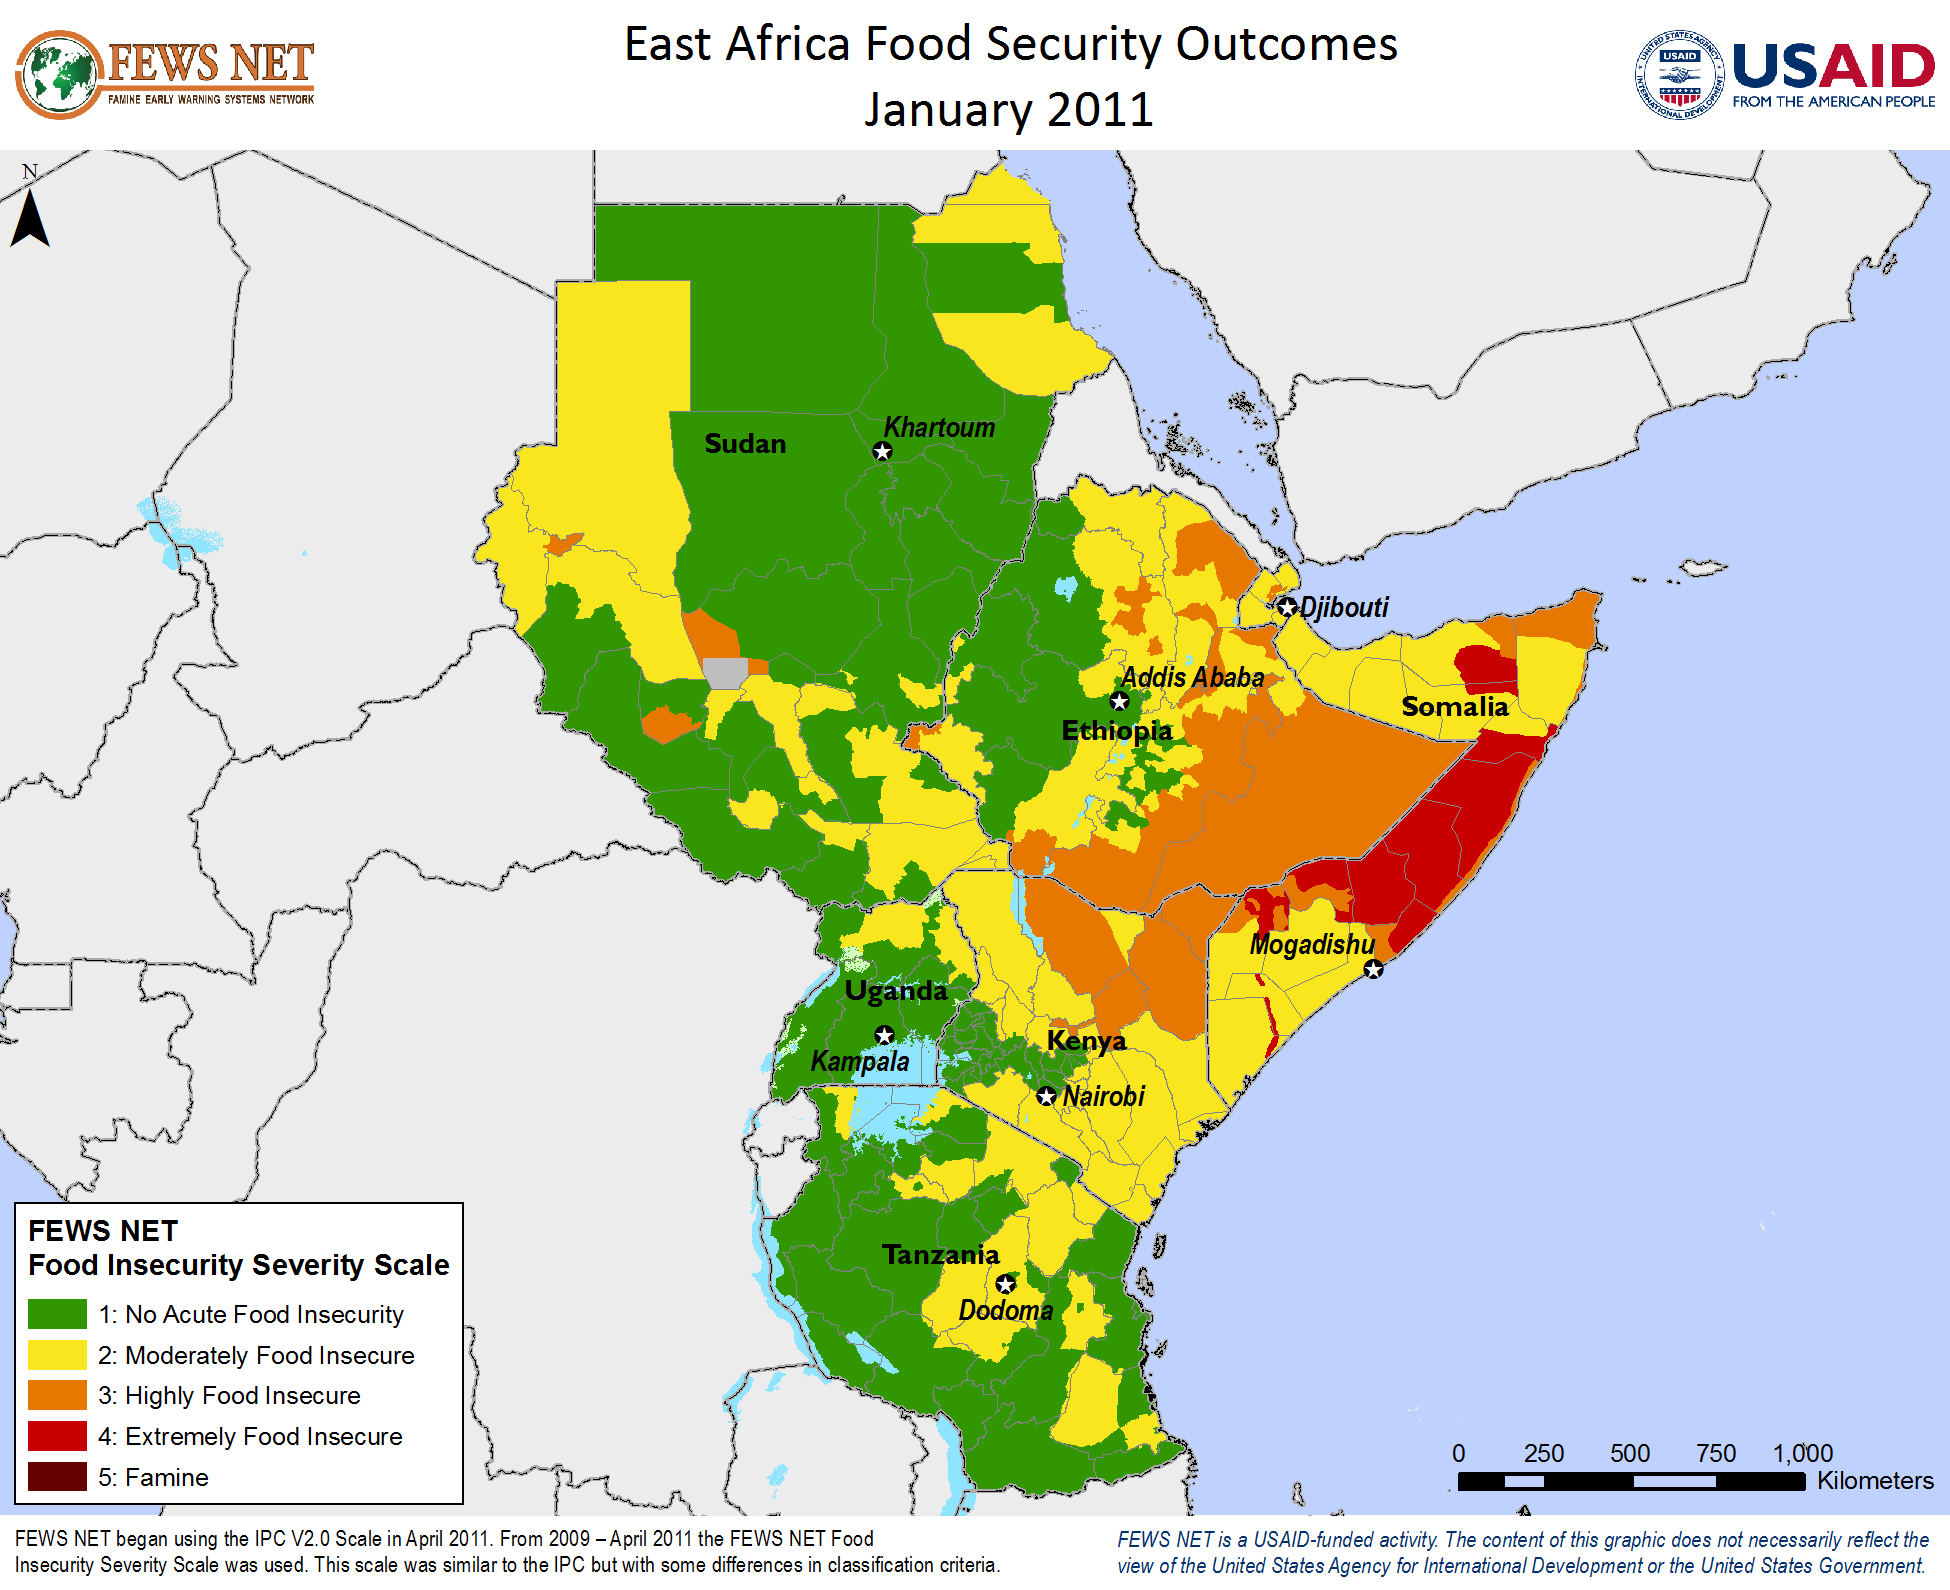 FEWS NET
FAMINE EARLY WARNING SYSTEMS NETWORK
East Africa Food Security Outcomes
January 2011
UNITED STATES AGENCY
USAID
INTERNATIONAL DEVELOPMENT
USAID
FROM THE AMERICAN PEOPLE
N
Khartoum
Sudan
Djibouti
Addis Ababa
Somalia
Ethiopia
Mogadishu
Uganda
Kenya
Kampala
Nairobi
Tanzania
Dodoma
FEWS NET
Food Insecurity Severity Scale
1: No Acute Food Insecurity
2: Moderately Food Insecure
3: Highly Food Insecure
4: Extremely Food Insecure
5: Famine
0 250 500 750 1,000
Kilometers
FEWS NET began using the IPC V2.0 Scale in April 2011. From 2009 – April 2011 the FEWS NET Food
Insecurity Severity Scale was used. This scale was similar to the IPC but with some differences in classification criteria.
FEWS NET is a USAID-funded activity. The content of this graphic does not necessarily reflect the
view of the United States Agency for International Development or the United States Government.